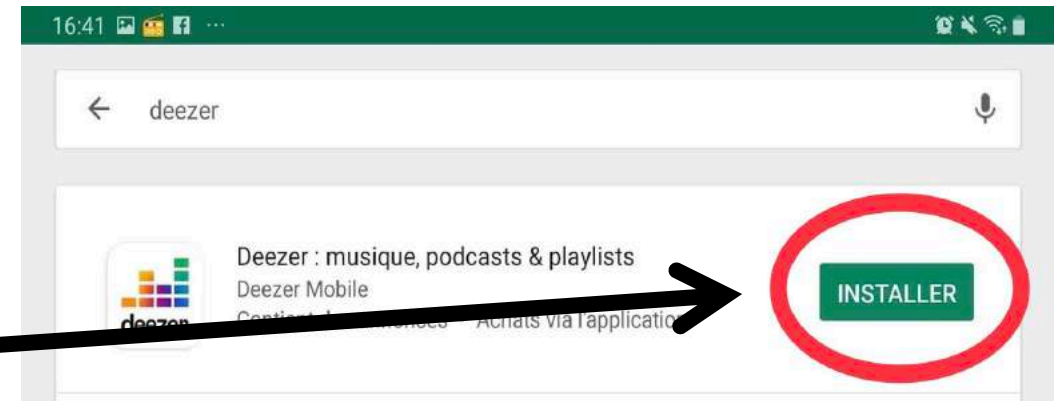 16:41
deezer
Deezer : musique, podcasts & playlists
Deezer Mobile
INSTALLER
deezer
Achats via l'application